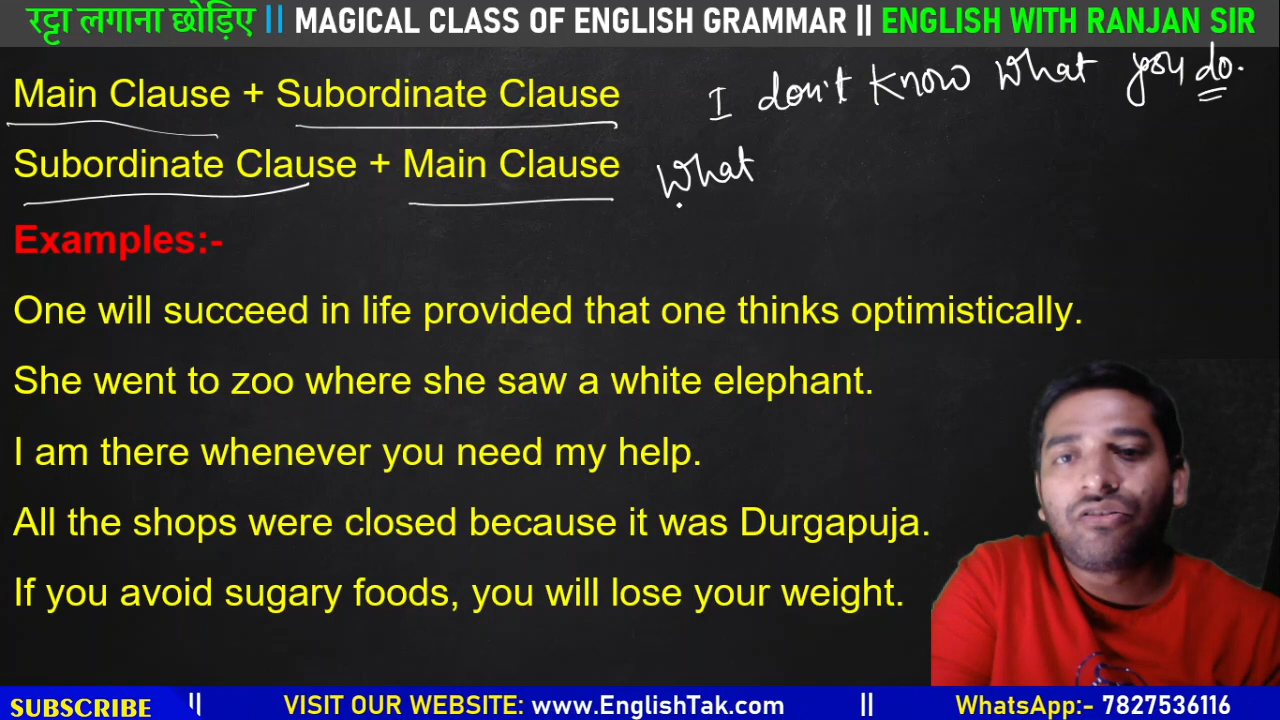 रट्टा लगाना छोड़िए || MAGICAL CLASS OF ENGLISH GRAMMAR || ENGLISH WITH RANJAN SIR
Main Clause + Subordinate Clause
I don't know what you do.
Subordinate Clause + Main Clause
What
Examples:-
One will succeed in life provided that one thinks optimistically.
She went to zoo where she saw a white elephant.
I am there whenever you need my help.
All the shops were closed because it was Durgapuja.
If you avoid sugary foods, you will lose your weight.
SUBSCRIBE || VISIT OUR WEBSITE: www.EnglishTak.com || WhatsApp:- 7827536116